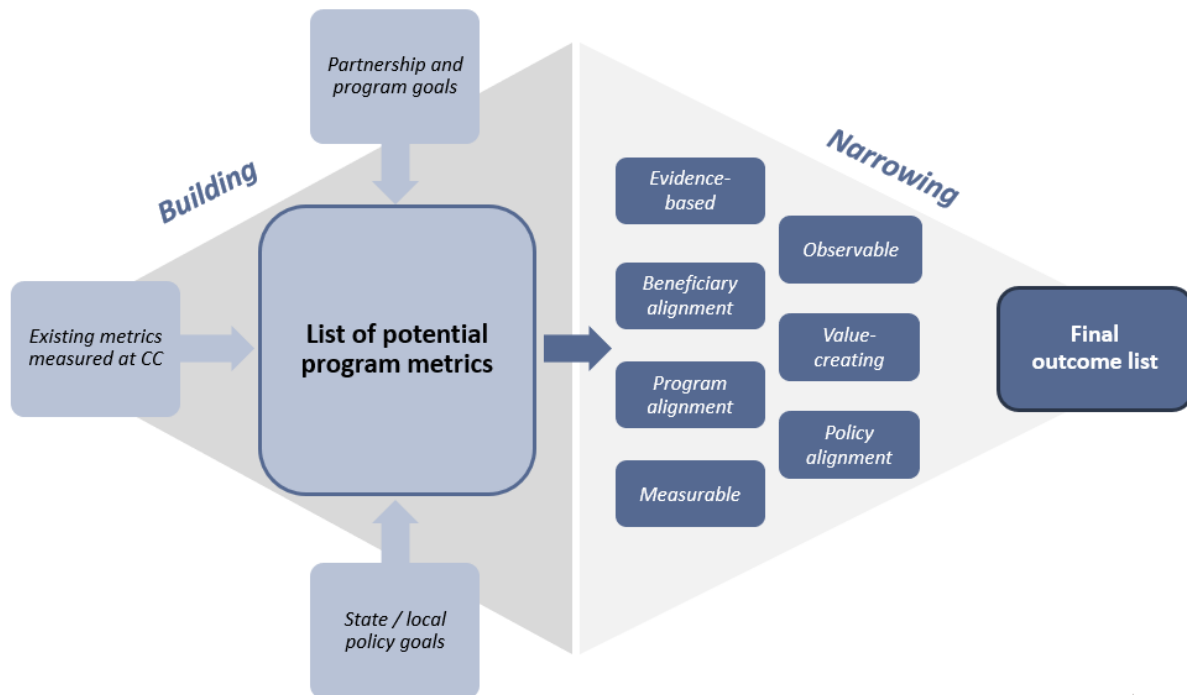 Partnership and
program goals
Building
Existing metrics
measured at CC
List of potential
program metrics
State / local
policy goals
Narrowing
Evidence-
based
Observable
Beneficiary
alignment
Value-
creating
Program
alignment
Policy
alignment
Measurable
Final
outcome list